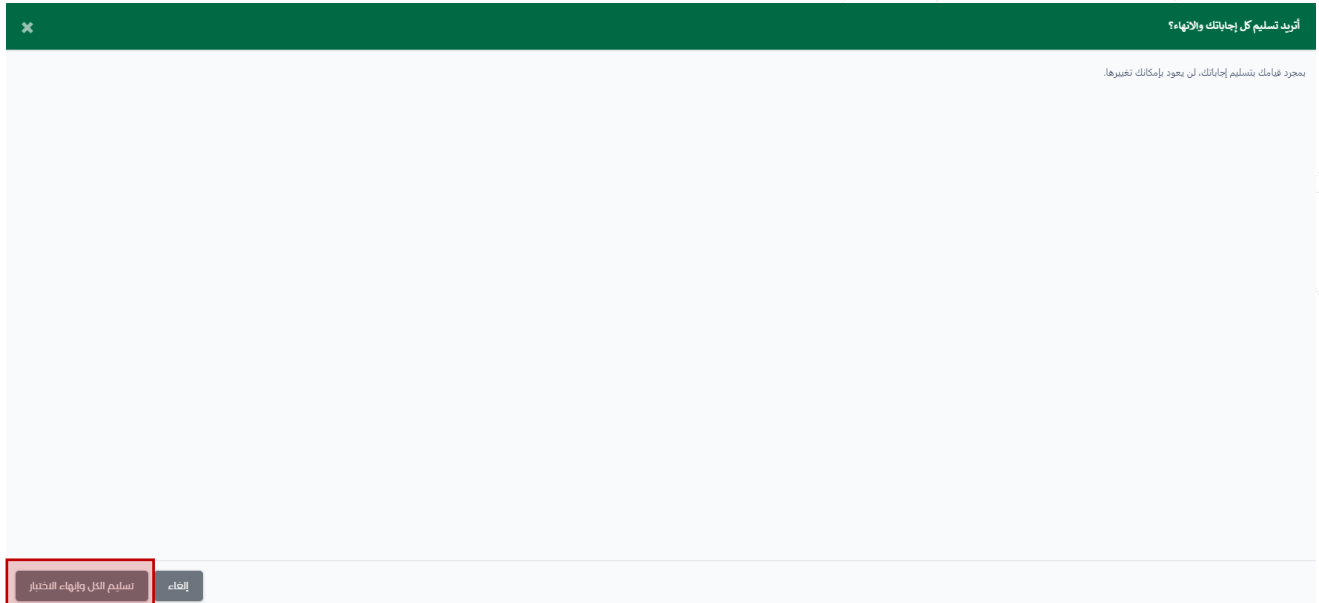 أتريد تسليم كل إجاباتك والانهاء؟
بمجرد قيامك بتسليم إجاباتك، لن يعود بإمكانك تغييرها.
إلغاء
تسليم الكل وإنهاء الاختبار